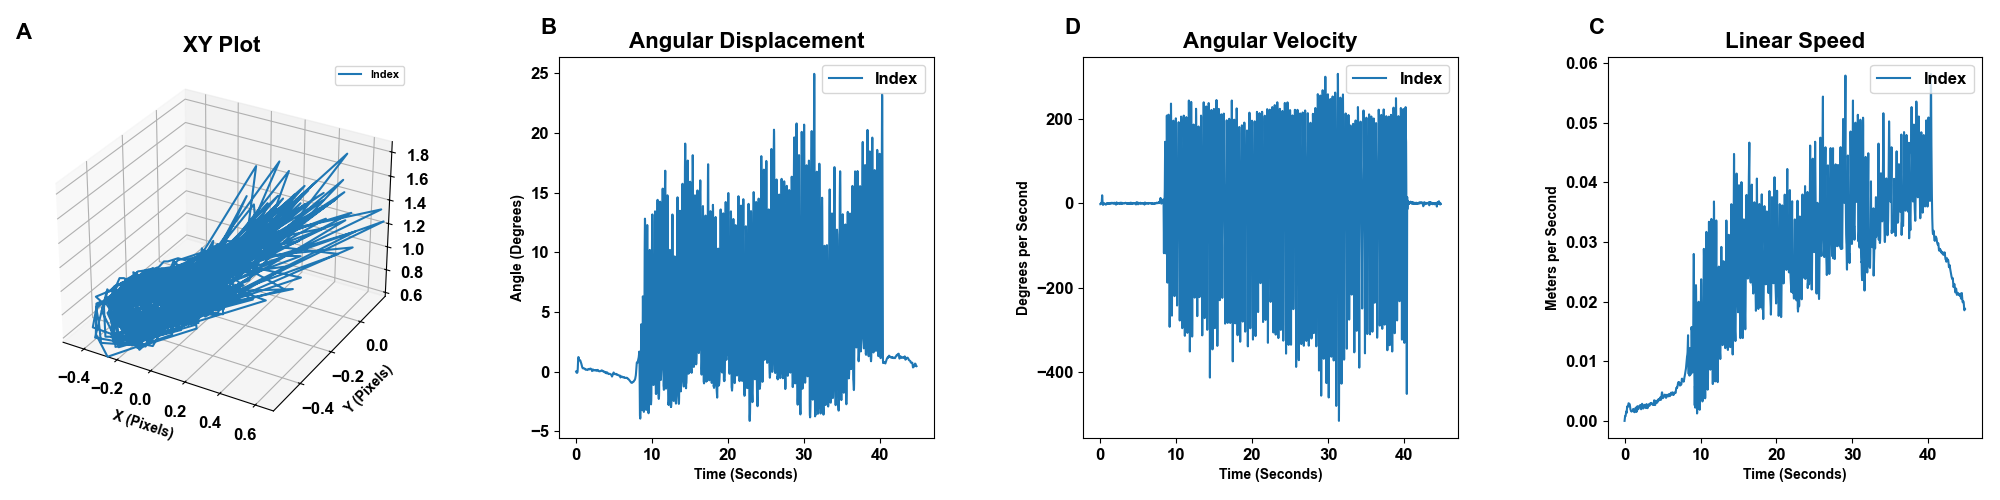 A
XY Plot
Index
1.8
1.6
1.4
1.2
1.0
0.8
0.6
−0.4
−0.2
0.0
0.2
0.4
0.6
X (Pixels)
0.0
−0.2
−0.4
Y (Pixels)
B
Angular Displacement
Index
25
20
15
10
5
0
−5
Angle (Degrees)
0 10 20 30 40
Time (Seconds)
D
Angular Velocity
Index
200
0
−200
−400
Degrees per Second
0 10 20 30 40
Time (Seconds)
C
Linear Speed
Index
0.06
0.05
0.04
0.03
0.02
0.01
0.00
Meters per Second
0 10 20 30 40
Time (Seconds)